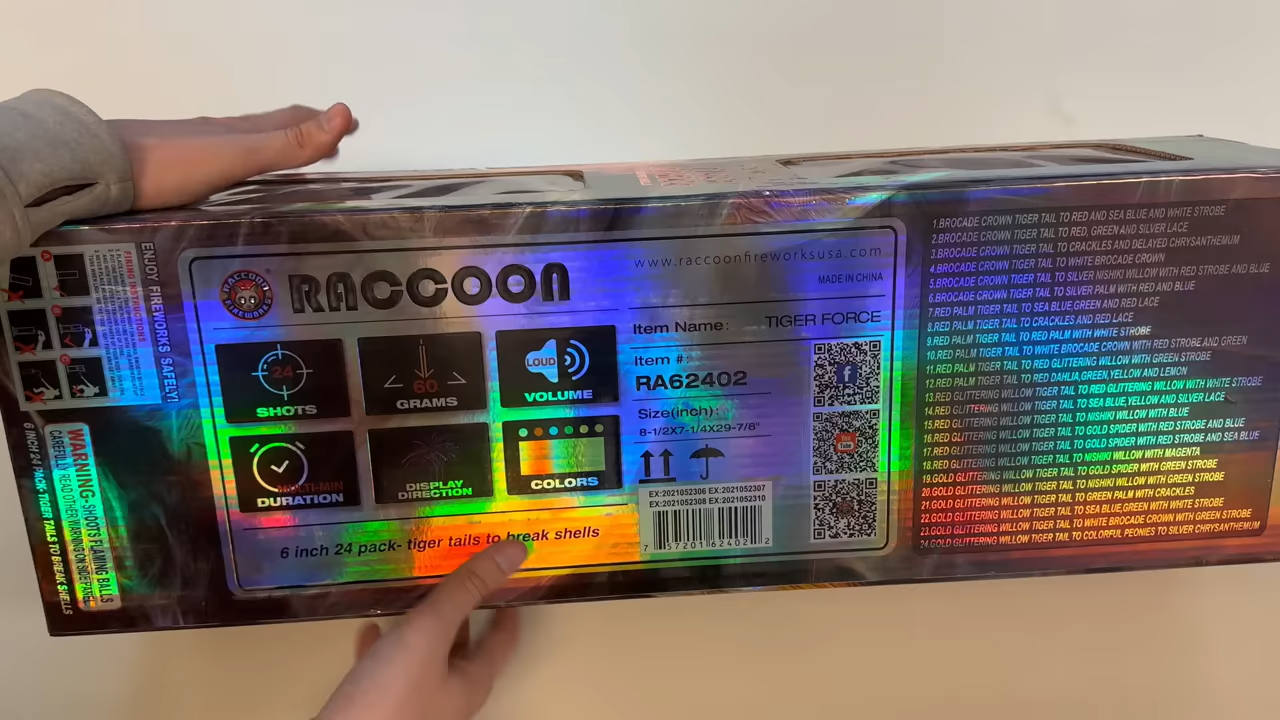 ENJOY FIREWORKS SAFELY!
FIXING INSTRUCTIONS
WARNING-SHOOTS FLAMING BALLS
CAREFULLY READ OTHER WARNING ON SIDE PANEL
6 INCH 24 PACK- TIGER TAILS TO BREAK SHELLS
RACCOON
FIREWORKS
RACCOON
24
SHOTS
60
GRAMS
LOUD
VOLUME
MULTI-MIN
DURATION
DISPLAY
DIRECTION
COLORS
6 inch 24 pack- tiger tails to break shells
www.raccoonfireworksusa.com
MADE IN CHINA
Item Name: TIGER FORCE
Item #:
RA62402
Size(inch):
8-1/2X7-1/4X29-7/8"
EX:2021052306 EX:2021052307
EX:2021052308 EX:2021052310
7 57201 62402 2
You
Tube
1.BROCADE CROWN TIGER TAIL TO RED AND SEA BLUE AND WHITE STROBE
2.BROCADE CROWN TIGER TAIL TO RED, GREEN AND SILVER LACE
3.BROCADE CROWN TIGER TAIL TO CRACKLES AND DELAYED CHRYSANTHEMUM
4.BROCADE CROWN TIGER TAIL TO WHITE BROCADE CROWN
5.BROCADE CROWN TIGER TAIL TO SILVER NISHIKI WILLOW WITH RED STROBE AND BLUE
6.BROCADE CROWN TIGER TAIL TO SILVER PALM WITH RED AND BLUE
7.RED PALM TIGER TAIL TO SEA BLUE,GREEN AND RED LACE
8.RED PALM TIGER TAIL TO CRACKLES AND RED LACE
9.RED PALM TIGER TAIL TO RED PALM WITH WHITE STROBE
10.RED PALM TIGER TAIL TO WHITE BROCADE CROWN WITH RED STROBE AND GREEN
11.RED PALM TIGER TAIL TO RED GLITTERING WILLOW WITH GREEN STROBE
12.RED PALM TIGER TAIL TO RED DAHLIA,GREEN,YELLOW AND LEMON
13.RED GLITTERING WILLOW TIGER TAIL TO RED GLITTERING WILLOW WITH WHITE STROBE
14.RED GLITTERING WILLOW TIGER TAIL TO SEA BLUE,YELLOW AND SILVER LACE
15.RED GLITTERING WILLOW TIGER TAIL TO NISHIKI WILLOW WITH BLUE
16.RED GLITTERING WILLOW TIGER TAIL TO GOLD SPIDER WITH RED STROBE AND BLUE
17.RED GLITTERING WILLOW TIGER TAIL TO GOLD SPIDER WITH RED STROBE AND SEA BLUE
18.RED GLITTERING WILLOW TIGER TAIL TO NISHIKI WILLOW WITH MAGENTA
19.GOLD GLITTERING WILLOW TIGER TAIL TO GOLD SPIDER WITH GREEN STROBE
20.GOLD GLITTERING WILLOW TIGER TAIL TO NISHIKI WILLOW WITH GREEN STROBE
21.GOLD GLITTERING WILLOW TIGER TAIL TO GREEN PALM WITH CRACKLES
22.GOLD GLITTERING WILLOW TIGER TAIL TO SEA BLUE,GREEN WITH WHITE STROBE
23.GOLD GLITTERING WILLOW TIGER TAIL TO WHITE BROCADE CROWN WITH GREEN STROBE
24.GOLD GLITTERING WILLOW TIGER TAIL TO COLORFUL PEONIES TO SILVER CHRYSANTHEMUM